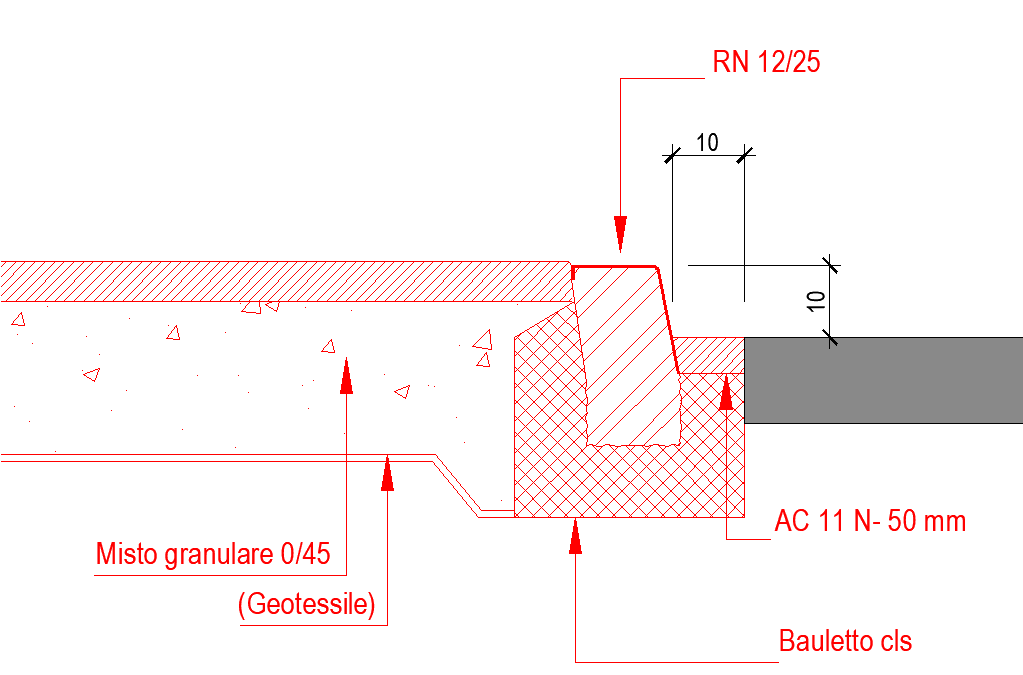 RN 12/25
10
10
AC 11 N- 50 mm
Misto granulare 0/45
(Geotessile)
Bauletto cls